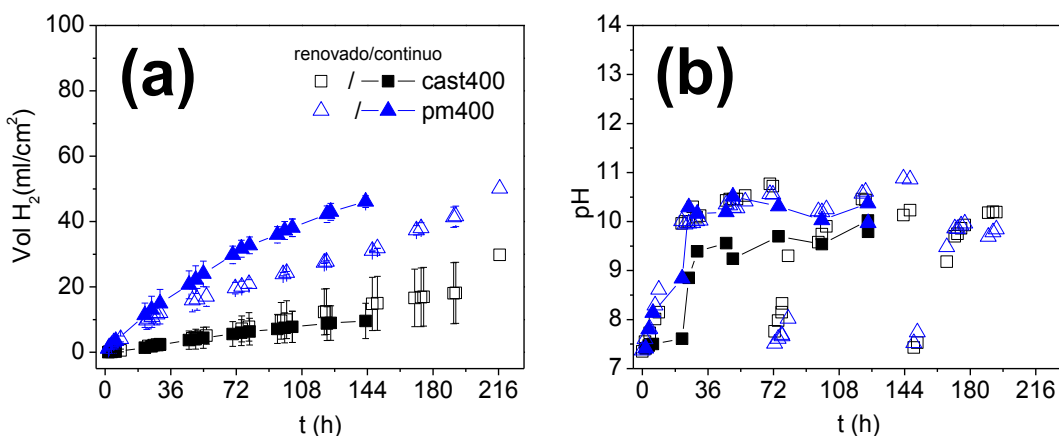 (a)
renovado/continuo
/ cast400
/ pm400
Vol H2(ml/cm2)
100
80
60
40
20
0
0 36 72 108 144 180 216
t (h)
(b)
pH
14
13
12
11
10
9
8
7
0 36 72 108 144 180 216
t (h)